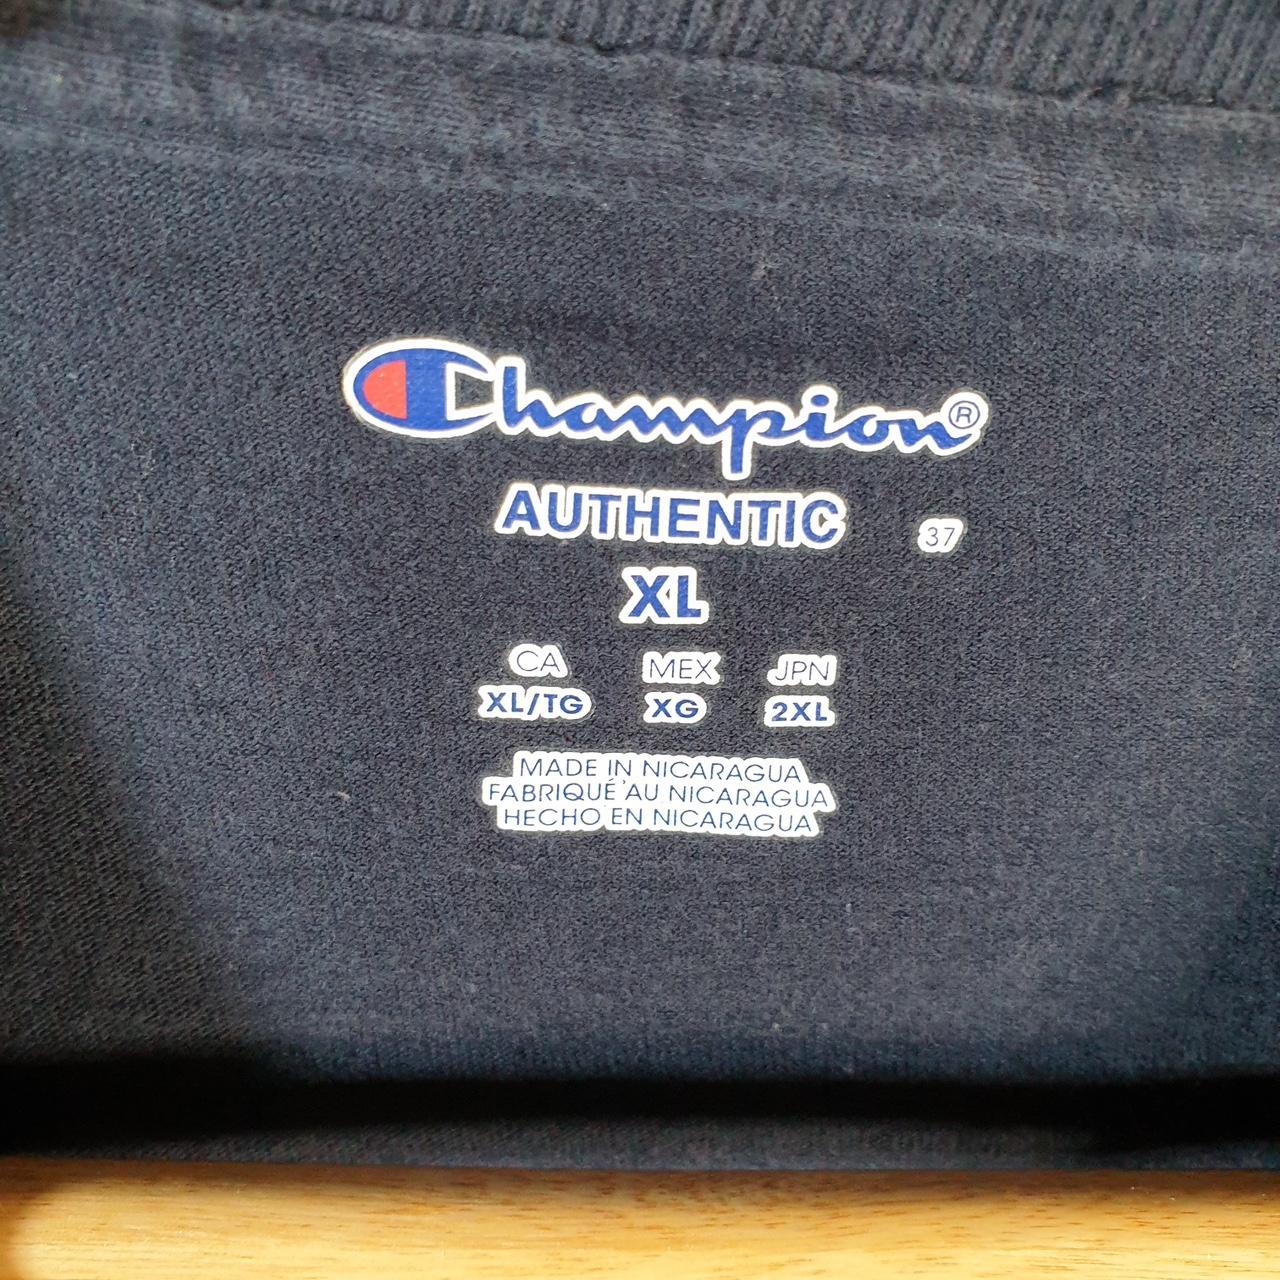 Champion®
AUTHENTIC 37
XL
CA MEX JPN
XL/TG XG 2XL
MADE IN NICARAGUA
FABRIQUÉ AU NICARAGUA
HECHO EN NICARAGUA